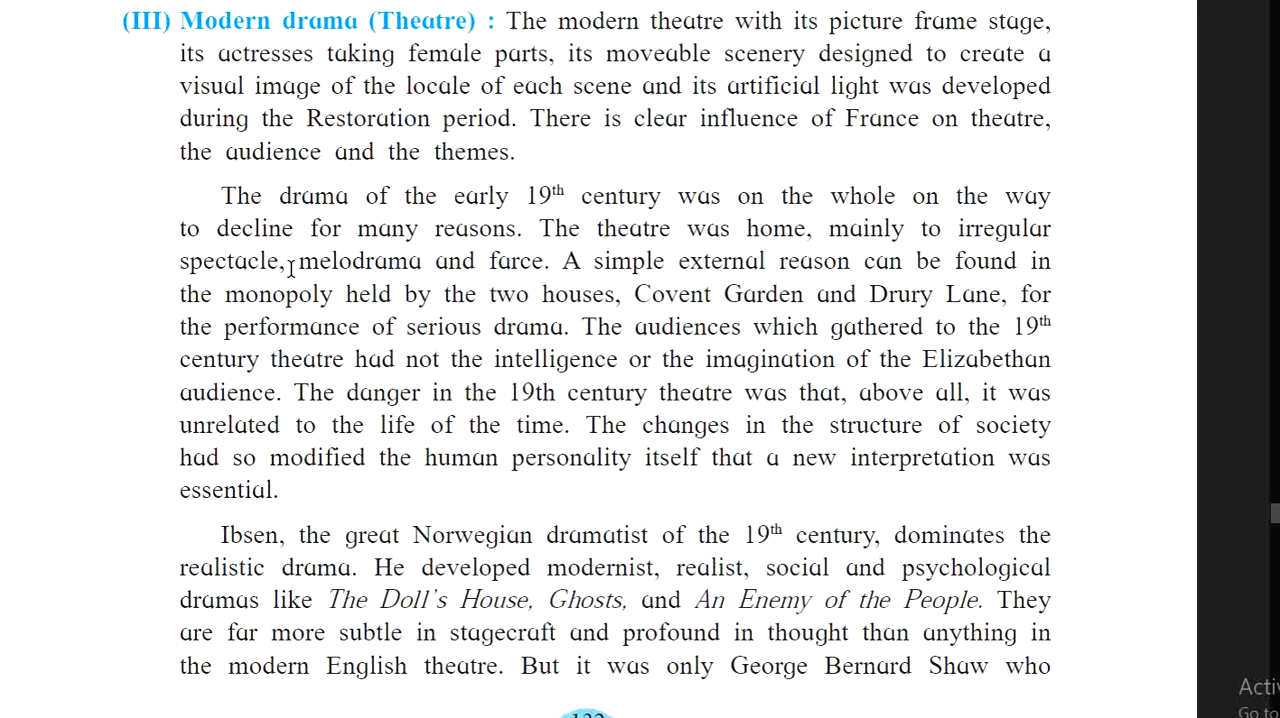 (III) Modern drama (Theatre) : The modern theatre with its picture frame stage,
its actresses taking female parts, its moveable scenery designed to create a
visual image of the locale of each scene and its artificial light was developed
during the Restoration period. There is clear influence of France on theatre,
the audience and the themes.
The drama of the early 19th century was on the whole on the way
to decline for many reasons. The theatre was home, mainly to irregular
spectacle, melodrama and farce. A simple external reason can be found in
the monopoly held by the two houses, Covent Garden and Drury Lane, for
the performance of serious drama. The audiences which gathered to the 19th
century theatre had not the intelligence or the imagination of the Elizabethan
audience. The danger in the 19th century theatre was that, above all, it was
unrelated to the life of the time. The changes in the structure of society
had so modified the human personality itself that a new interpretation was
essential.
Ibsen, the great Norwegian dramatist of the 19th century, dominates the
realistic drama. He developed modernist, realist, social and psychological
dramas like The Doll's House, Ghosts, and An Enemy of the People. They
are far more subtle in stagecraft and profound in thought than anything in
the modern English theatre. But it was only George Bernard Shaw who